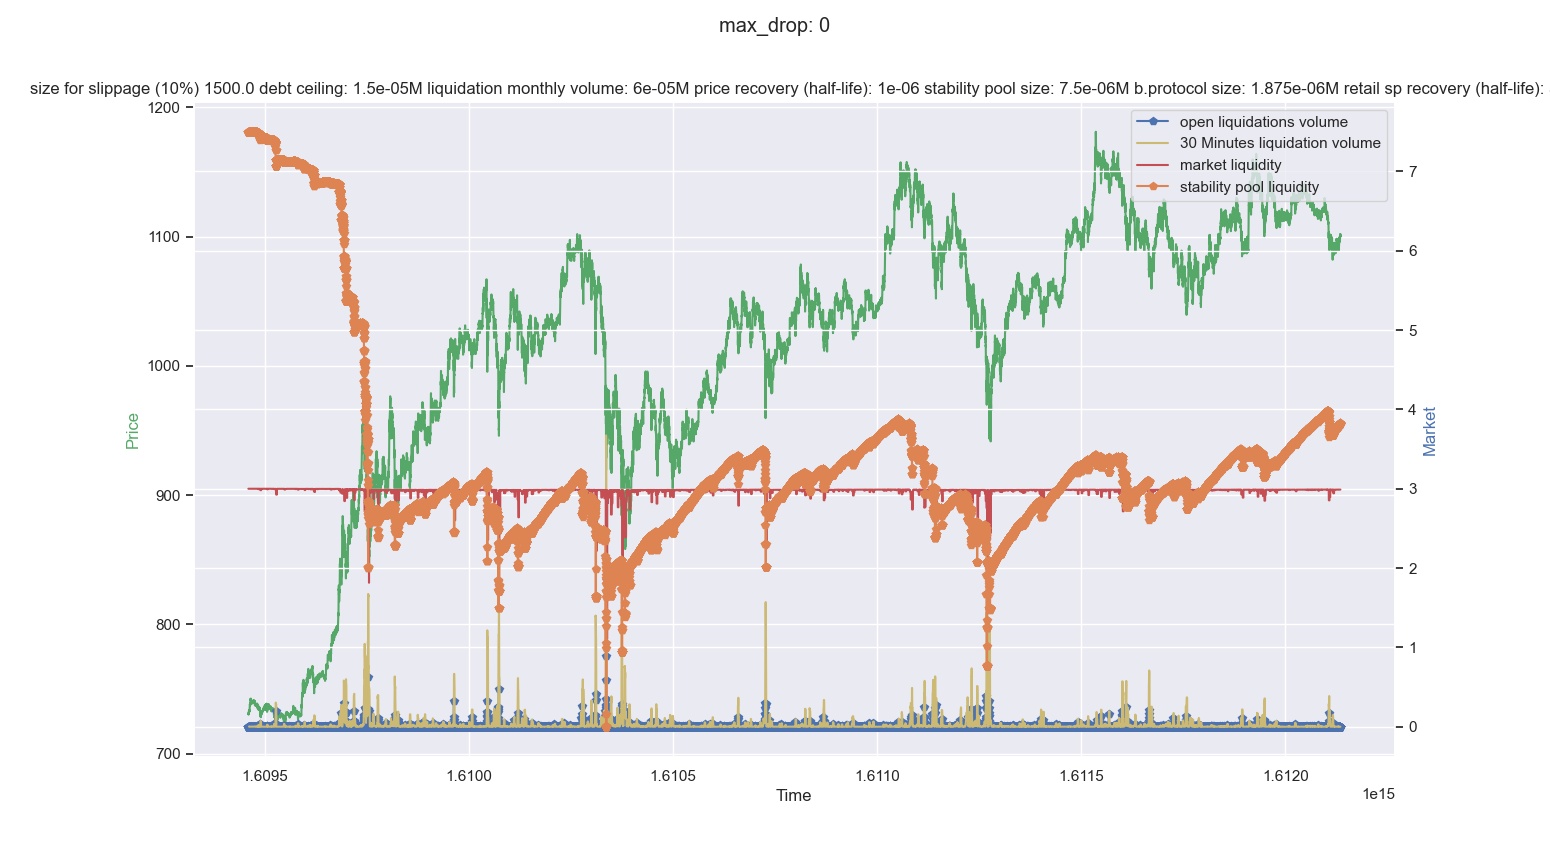 max_drop: 0
size for slippage (10%) 1500.0 debt ceiling: 1.5e-05M liquidation monthly volume: 6e-05M price recovery (half-life): 1e-06 stability pool size: 7.5e-06M b.protocol size: 1.875e-06M retail sp recovery (half-life):
open liquidations volume
30 Minutes liquidation volume
market liquidity
stability pool liquidity
1200
1100
1000
900
800
700
Price
7
6
5
4
3
2
1
0
Market
1.6095
1.6100
1.6105
1.6110
1.6115
1.6120
Time
1e15